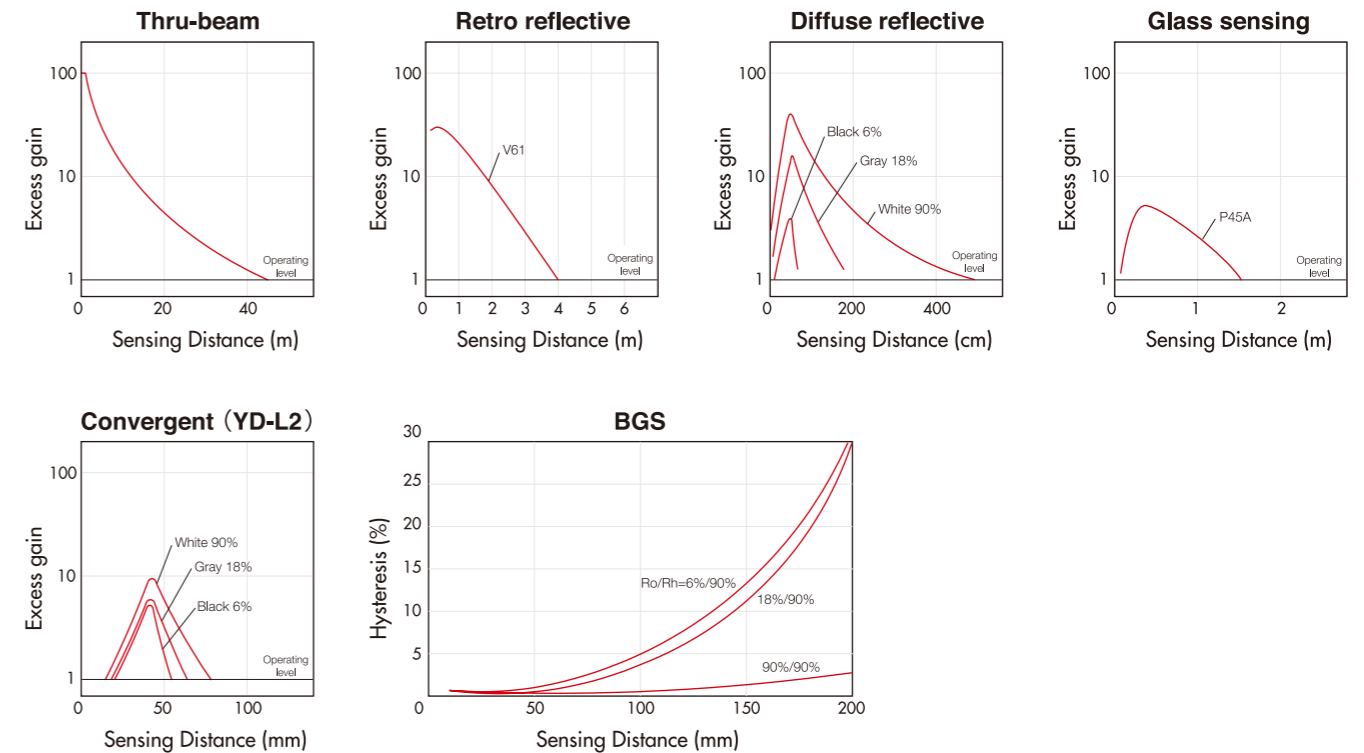 Thru-beam
Excess gain
100
10
1
Operating
level
0
20
40
Sensing Distance (m)
Retro reflective
Excess gain
100
10
1
V61
Operating
level
0
1
2
3
4
5
6
Sensing Distance (m)
Diffuse reflective
Excess gain
100
10
1
Black 6%
Gray 18%
White 90%
Operating
level
0
200
400
Sensing Distance (cm)
Glass sensing
Excess gain
100
10
1
P45A
Operating
level
0
1
2
Sensing Distance (m)
Convergent（YD-L2）
Excess gain
100
10
1
White 90%
Gray 18%
Black 6%
Operating
level
0
50
100
Sensing Distance (mm)
BGS
Hysteresis (%)
30
25
20
15
10
5
Ro/Rh=6%/90%
18%/90%
90%/90%
0
50
100
150
200
Sensing Distance (mm)